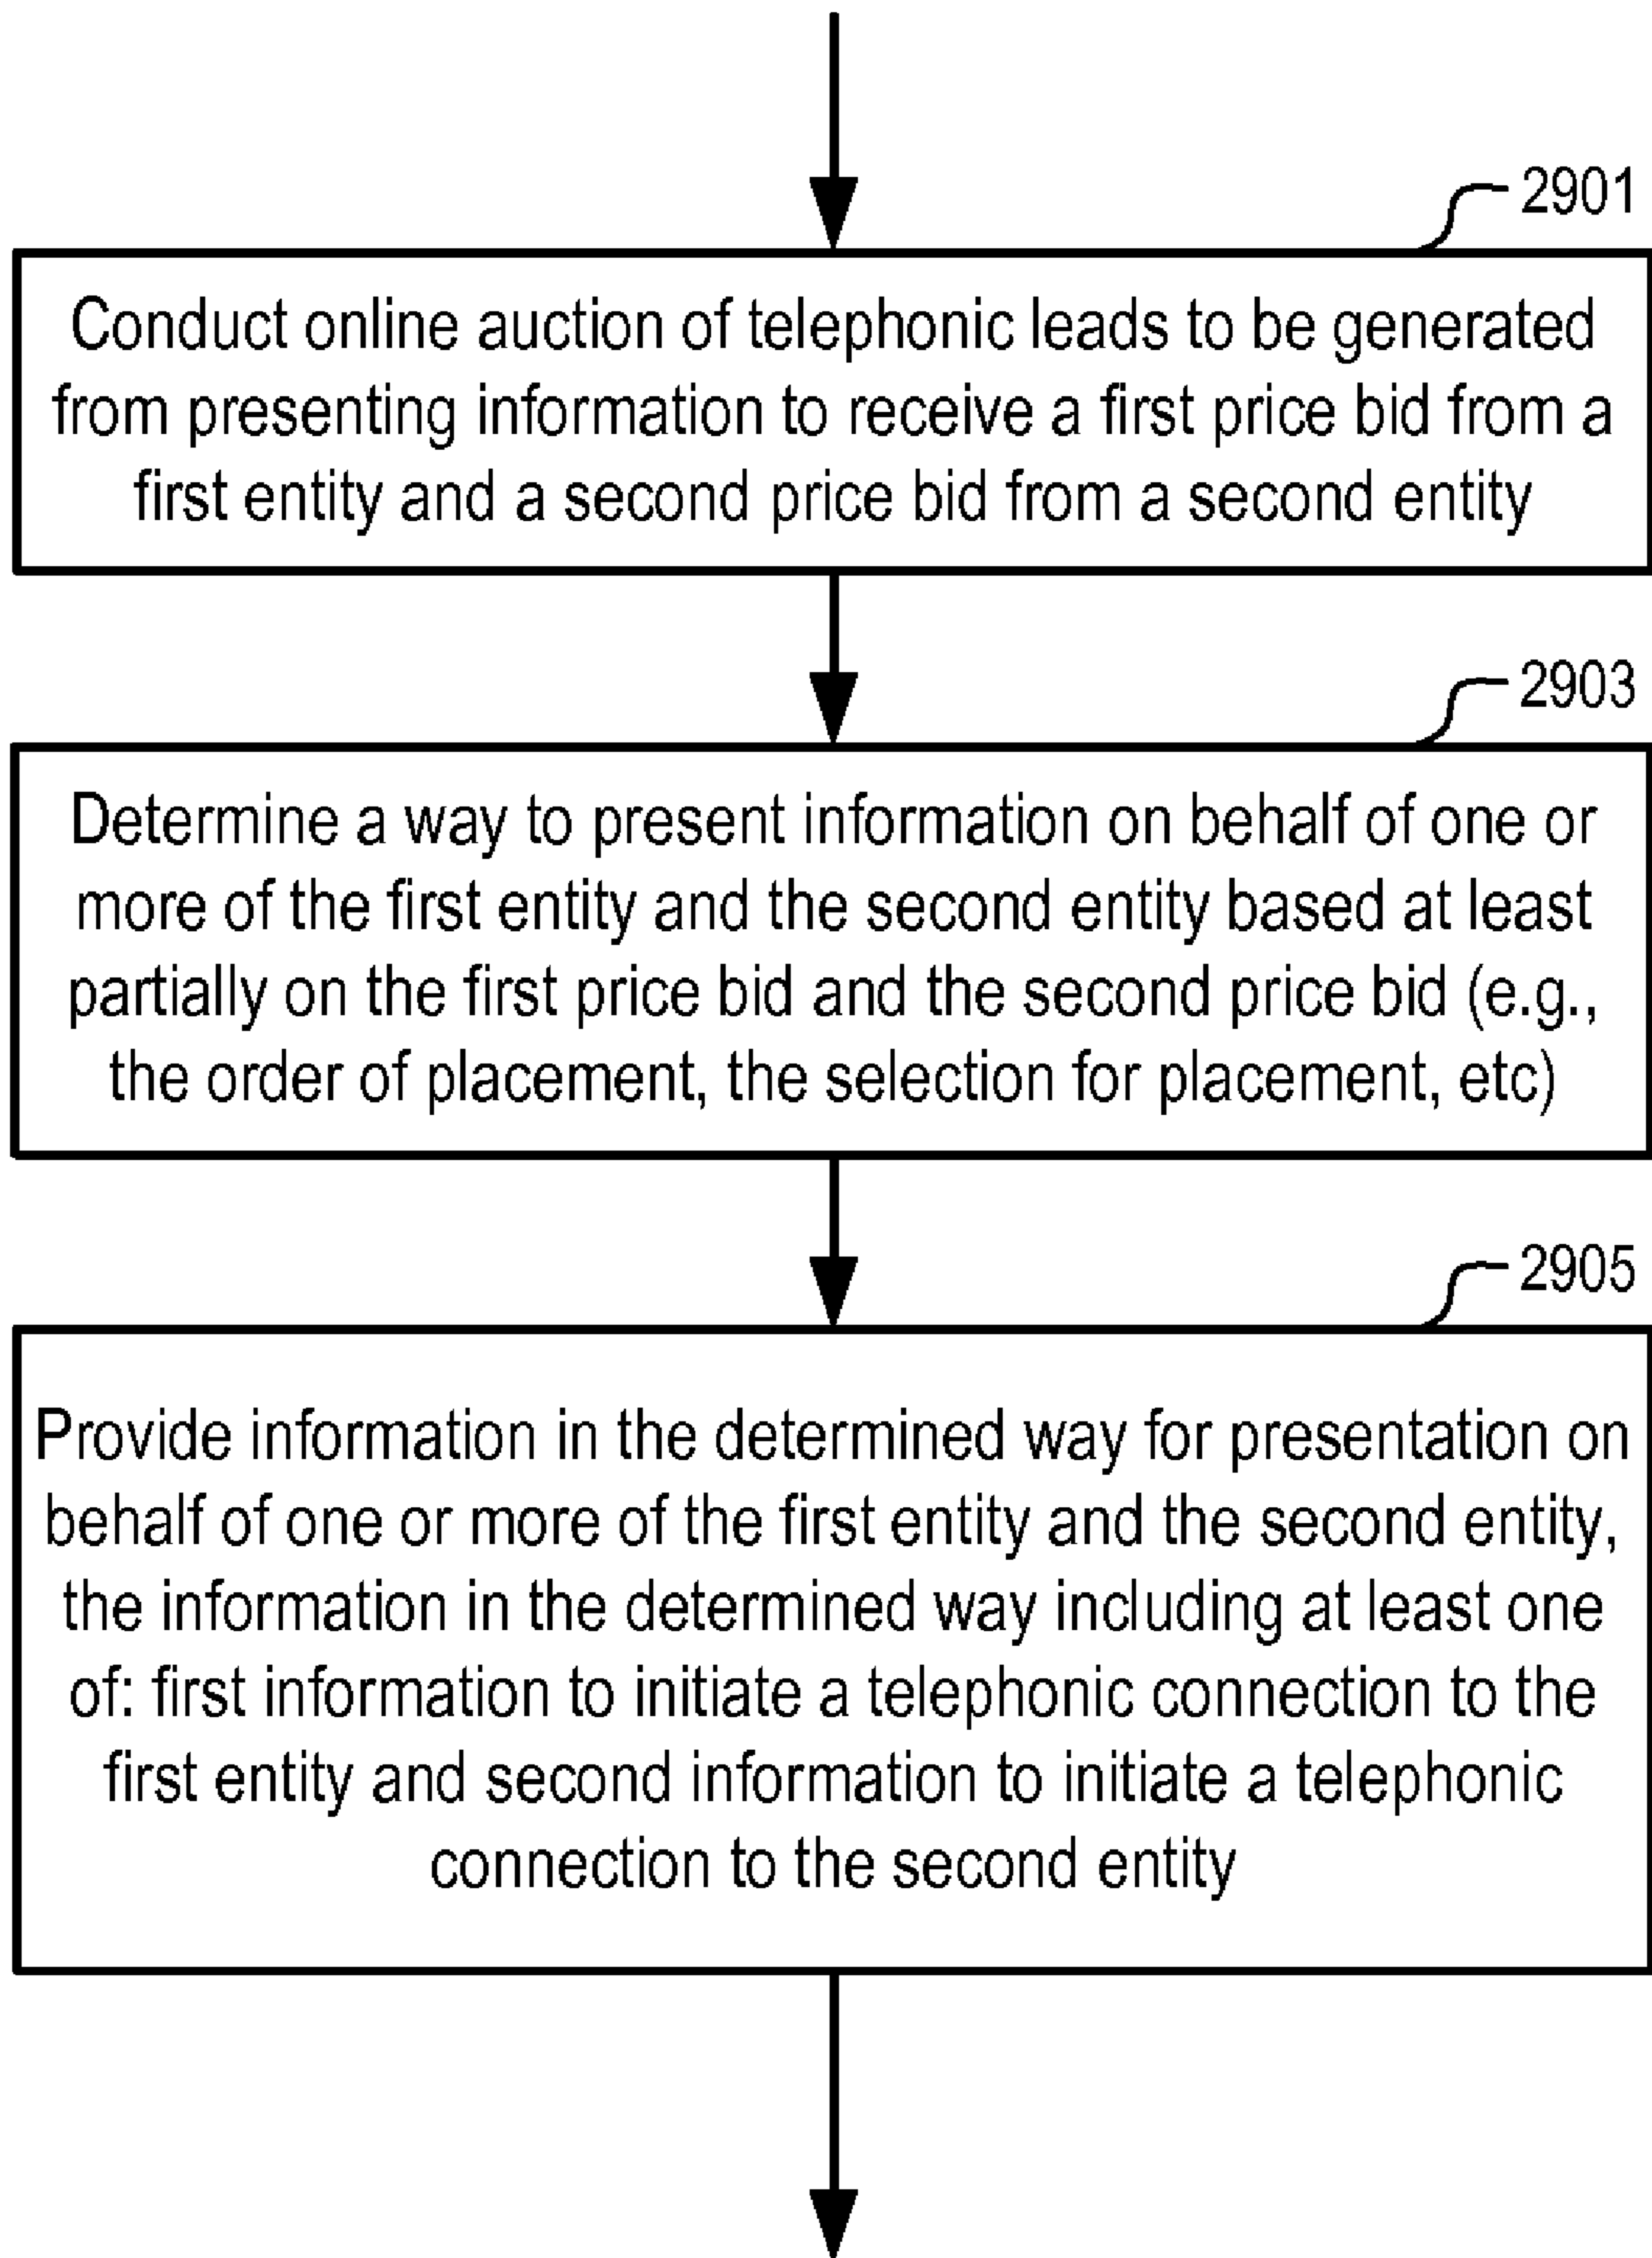 2901
Conduct online auction of telephonic leads to be generated
from presenting information to receive a first price bid from a
first entity and a second price bid from a second entity
2903
Determine a way to present information on behalf of one or
more of the first entity and the second entity based at least
partially on the first price bid and the second price bid (e.g.,
the order of placement, the selection for placement, etc)
2905
Provide information in the determined way for presentation on
behalf of one or more of the first entity and the second entity,
the information in the determined way including at least one
of: first information to initiate a telephonic connection to the
first entity and second information to initiate a telephonic
connection to the second entity